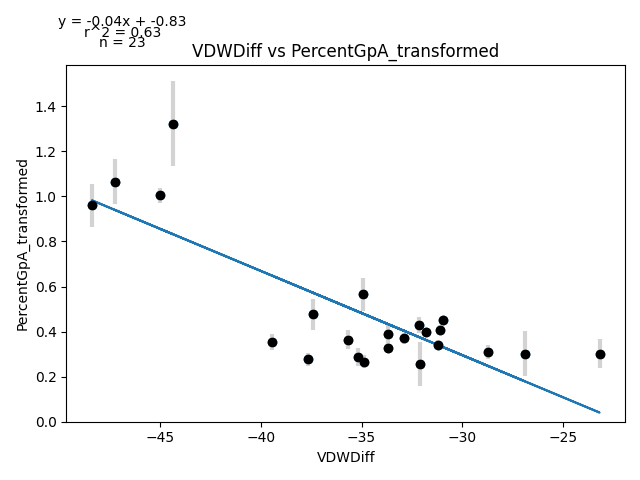 y = -0.04x + -0.83
r^2 = 0.63
n = 23
VDWDiff vs PercentGpA_transformed
PercentGpA_transformed
1.4
1.2
1.0
0.8
0.6
0.4
0.2
0.0
−45
−40
−35
−30
−25
VDWDiff